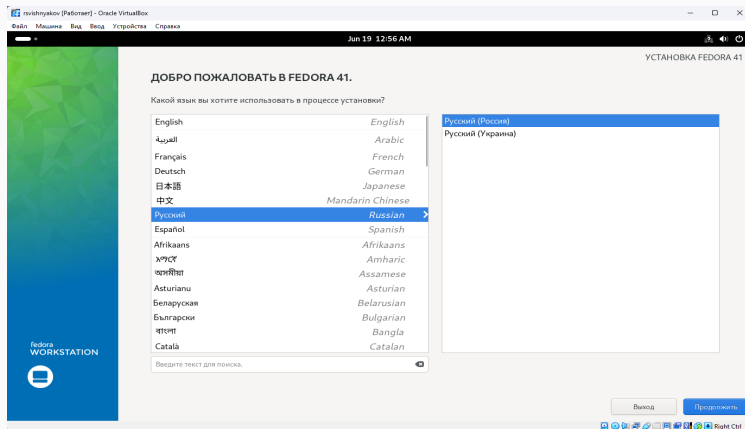 rsvishnyakov [Работает] - Oracle VirtualBox
Файл Машина Вид Ввод Устройства Справка
Jun 19 12:56 AM
УСТАНОВКА FEDORA 41
ДОБРО ПОЖАЛОВАТЬ В FEDORA 41.
Какой язык вы хотите использовать в процессе установки?
English English
العربية Arabic
Français French
Deutsch German
日本語 Japanese
中文 Mandarin Chinese
Русский Russian
Español Spanish
Afrikaans Afrikaans
አማርኛ Amharic
অসমীয়া Assamese
Asturianu Asturian
Беларуская Belarusian
Български Bulgarian
বাংলা Bangla
Català Catalan
Русский (Россия)
Русский (Украина)
Введите текст для поиска.
fedora
WORKSTATION
Выход Продолжить
Right Ctrl